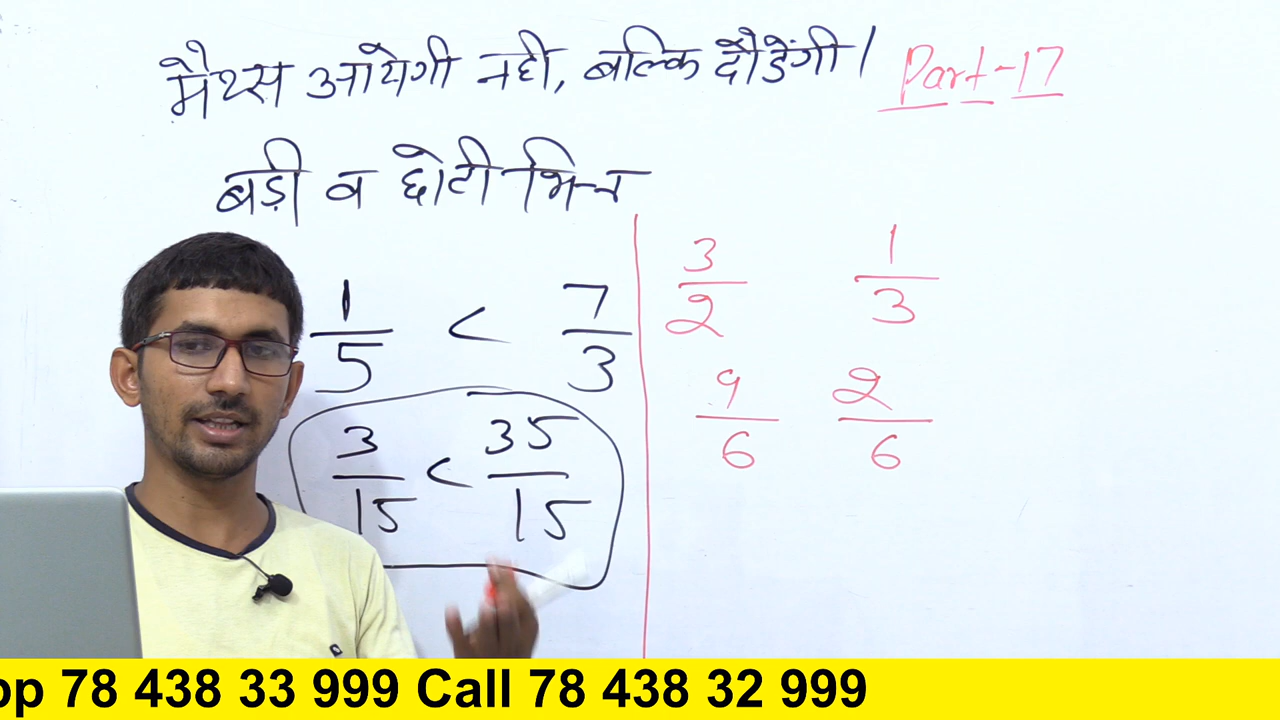 मैथ्स आयेगी नही, बल्कि दौडेंगी। Part-17
बड़ी व छोटी भिन्न
1/5 < 7/3
3/15 < 35/15
3/2 1/3
9/6 2/6
pp 78 438 33 999 Call 78 438 32 999